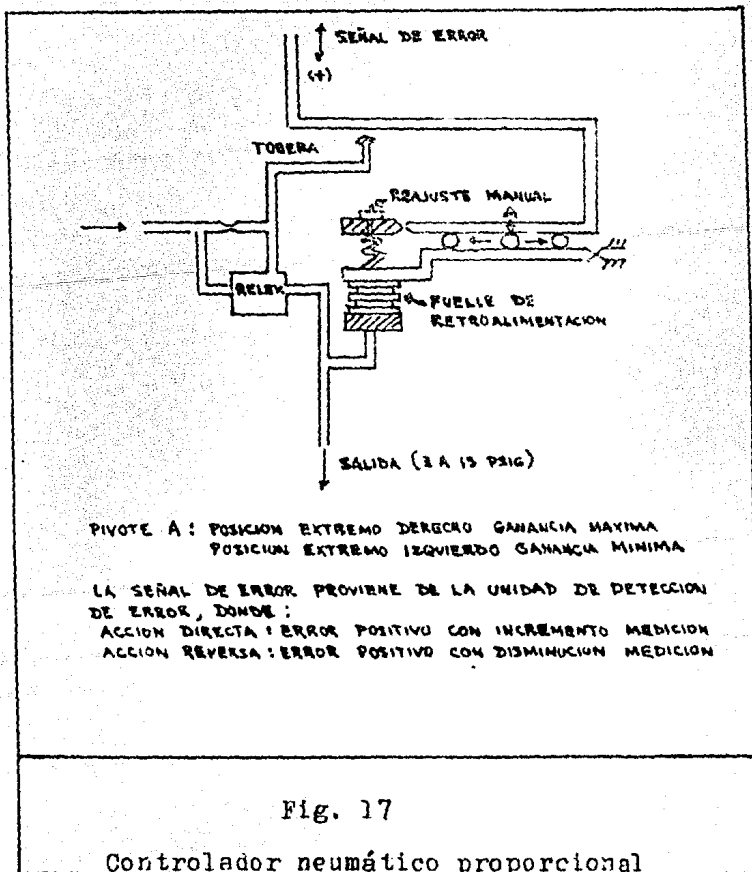 SEÑAL DE ERROR
(+)
TOBERA
REAJUSTE MANUAL
A
RELEV
FUELLE DE
RETROALIMENTACION
SALIDA (3 A 15 PSIG)
PIVOTE A: POSICION EXTREMO DERECHO GANANCIA MAXIMA
POSICION EXTREMO IZQUIERDO GANANCIA MINIMA
LA SEÑAL DE ERROR PROVIENE DE LA UNIDAD DE DETECCION
DE ERROR, DONDE:
ACCION DIRECTA: ERROR POSITIVO CON INCREMENTO MEDICION
ACCION REVERSA: ERROR POSITIVO CON DISMINUCION MEDICION
Fig. 17
Controlador neumático proporcional